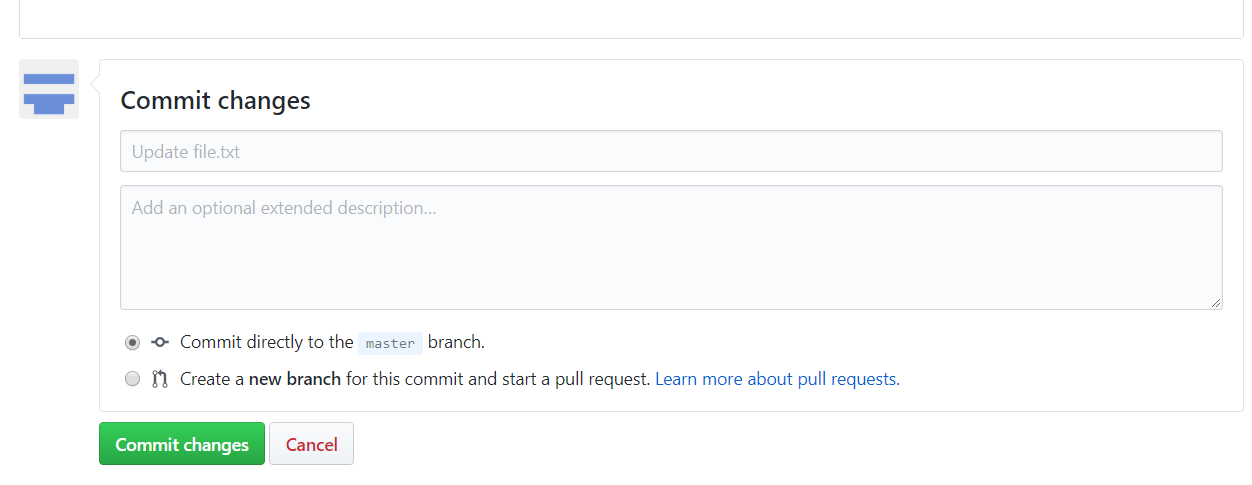 Commit changes
Update file.txt
Add an optional extended description...
Commit directly to the master branch.
Create a new branch for this commit and start a pull request. Learn more about pull requests.
Commit changes Cancel